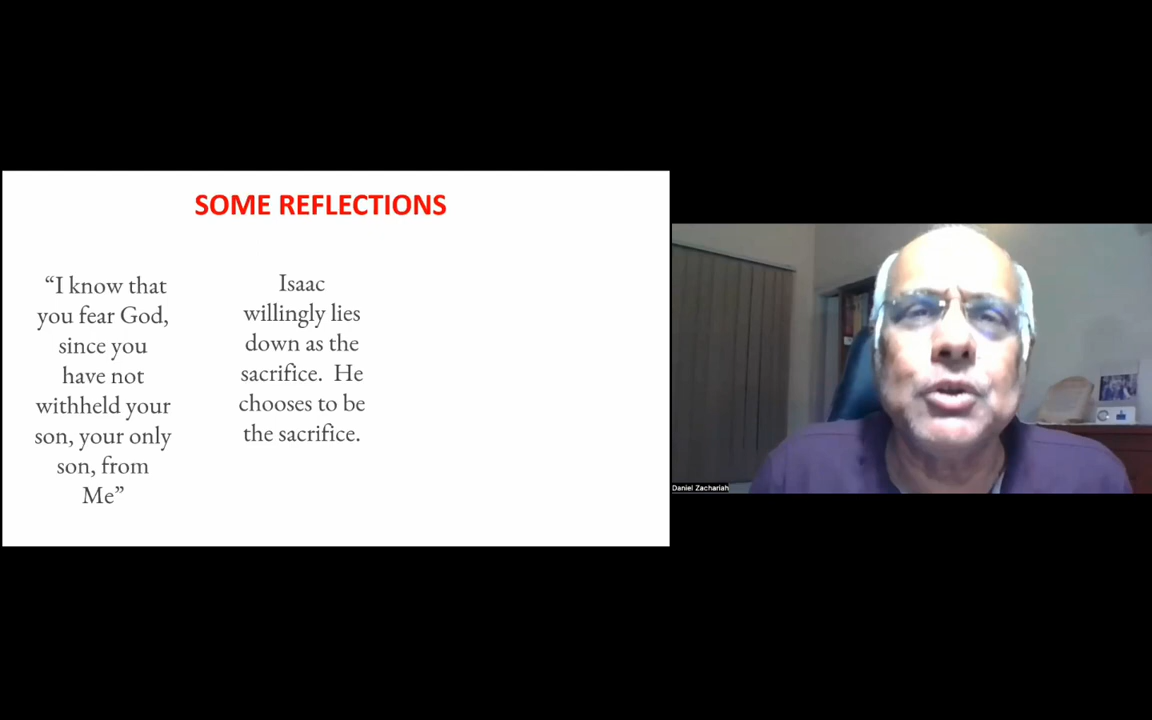 SOME REFLECTIONS
“I know that
you fear God,
since you
have not
withheld your
son, your only
son, from
Me”
Isaac
willingly lies
down as the
sacrifice.  He
chooses to be
the sacrifice.
Daniel Zachariah